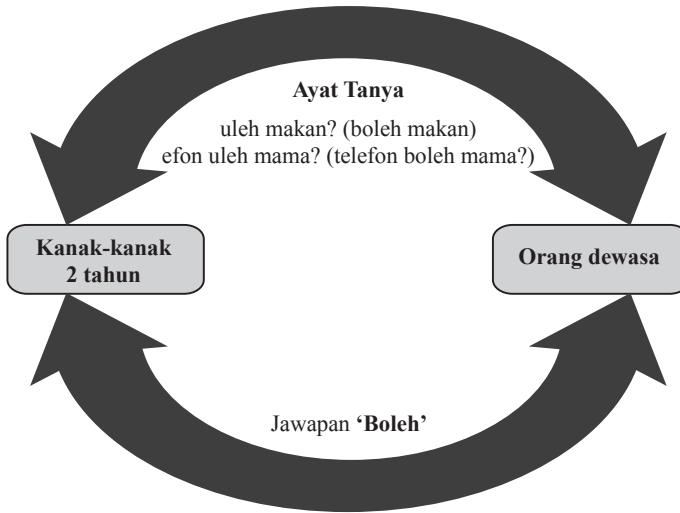 Ayat Tanya
uleh makan? (boleh makan)
efon uleh mama? (telefon boleh mama?)
Kanak-kanak
2 tahun
Orang dewasa
Jawapan ‘Boleh’